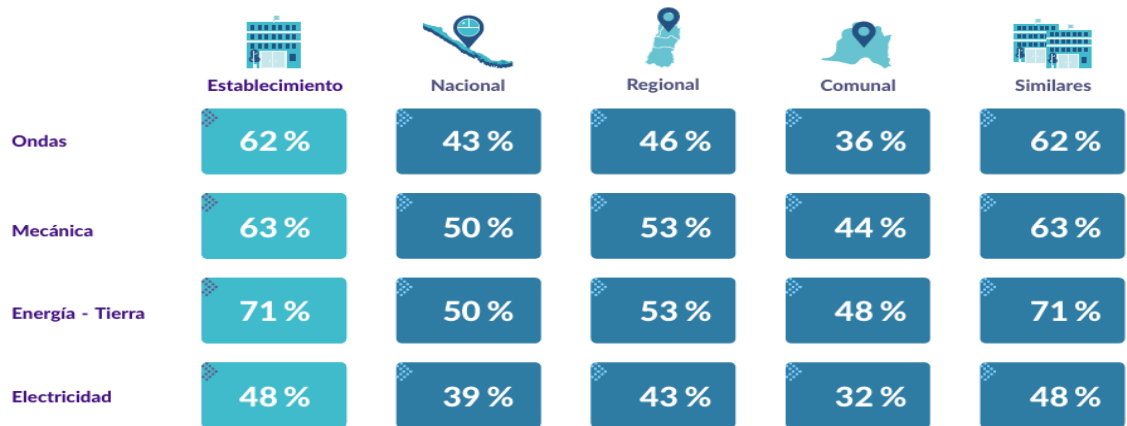 Establecimiento Nacional Regional Comunal Similares
Ondas 62 % 43 % 46 % 36 % 62 %
Mecánica 63 % 50 % 53 % 44 % 63 %
Energía - Tierra 71 % 50 % 53 % 48 % 71 %
Electricidad 48 % 39 % 43 % 32 % 48 %